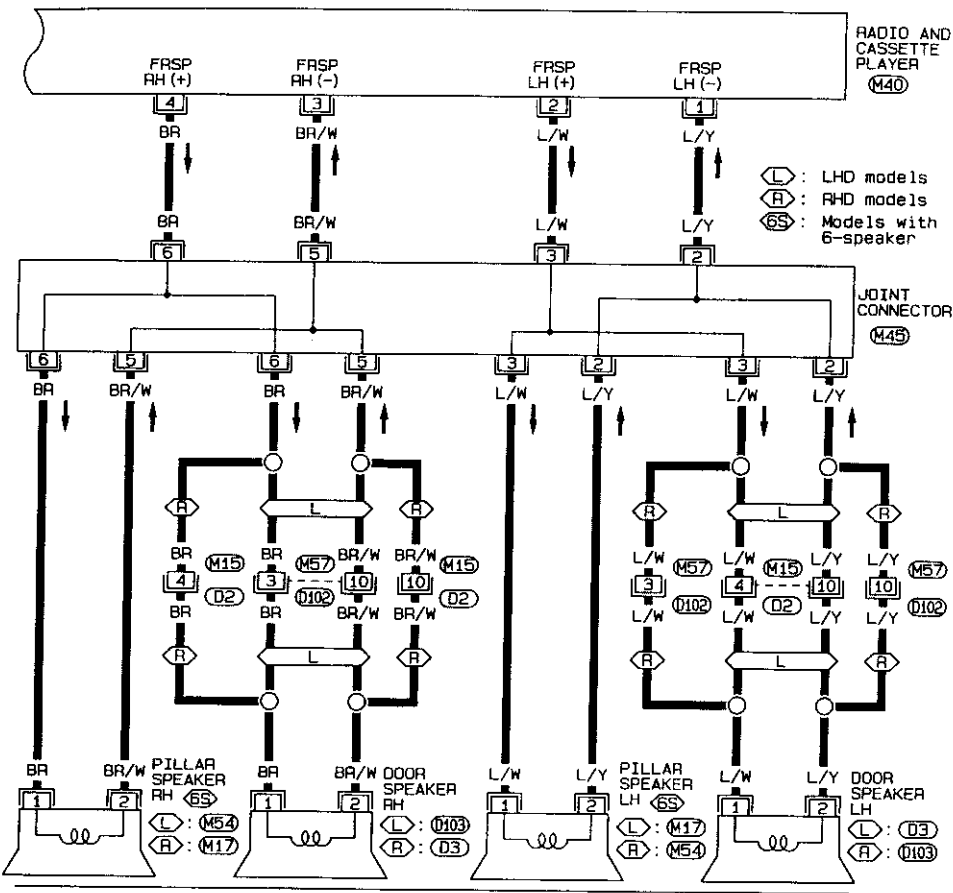 RADIO AND
CASSETTE
PLAYER
M40
FRSP
RH (+)
FRSP
RH (-)
FRSP
LH (+)
FRSP
LH (-)
4 3 2 1
BR BR/W L/W L/Y
L : LHD models
R : RHD models
6S : Models with
6-speaker
BR BR/W L/W L/Y
6 5 3 2
JOINT
CONNECTOR
M45
6 5 6 5 3 2 3 2
BR BR/W BR BR/W L/W L/Y L/W L/Y
R L R R L R
BR BR BR/W BR/W L/W L/W L/Y L/Y
M15 M57 M15 M57 M15 M57
4 3 10 10 3 4 10 10
D2 D102 D2 D102 D2 D102
BR BR BR/W BR/W L/W L/W L/Y L/Y
R L R R L R
BR BR/W BR BR/W L/W L/Y L/W L/Y
1 2 1 2 1 2 1 2
PILLAR
SPEAKER
RH 6S
L : M54
R : M17
DOOR
SPEAKER
RH
L : D103
R : D3
PILLAR
SPEAKER
LH 6S
L : M17
R : M54
DOOR
SPEAKER
LH
L : D3
R : D103